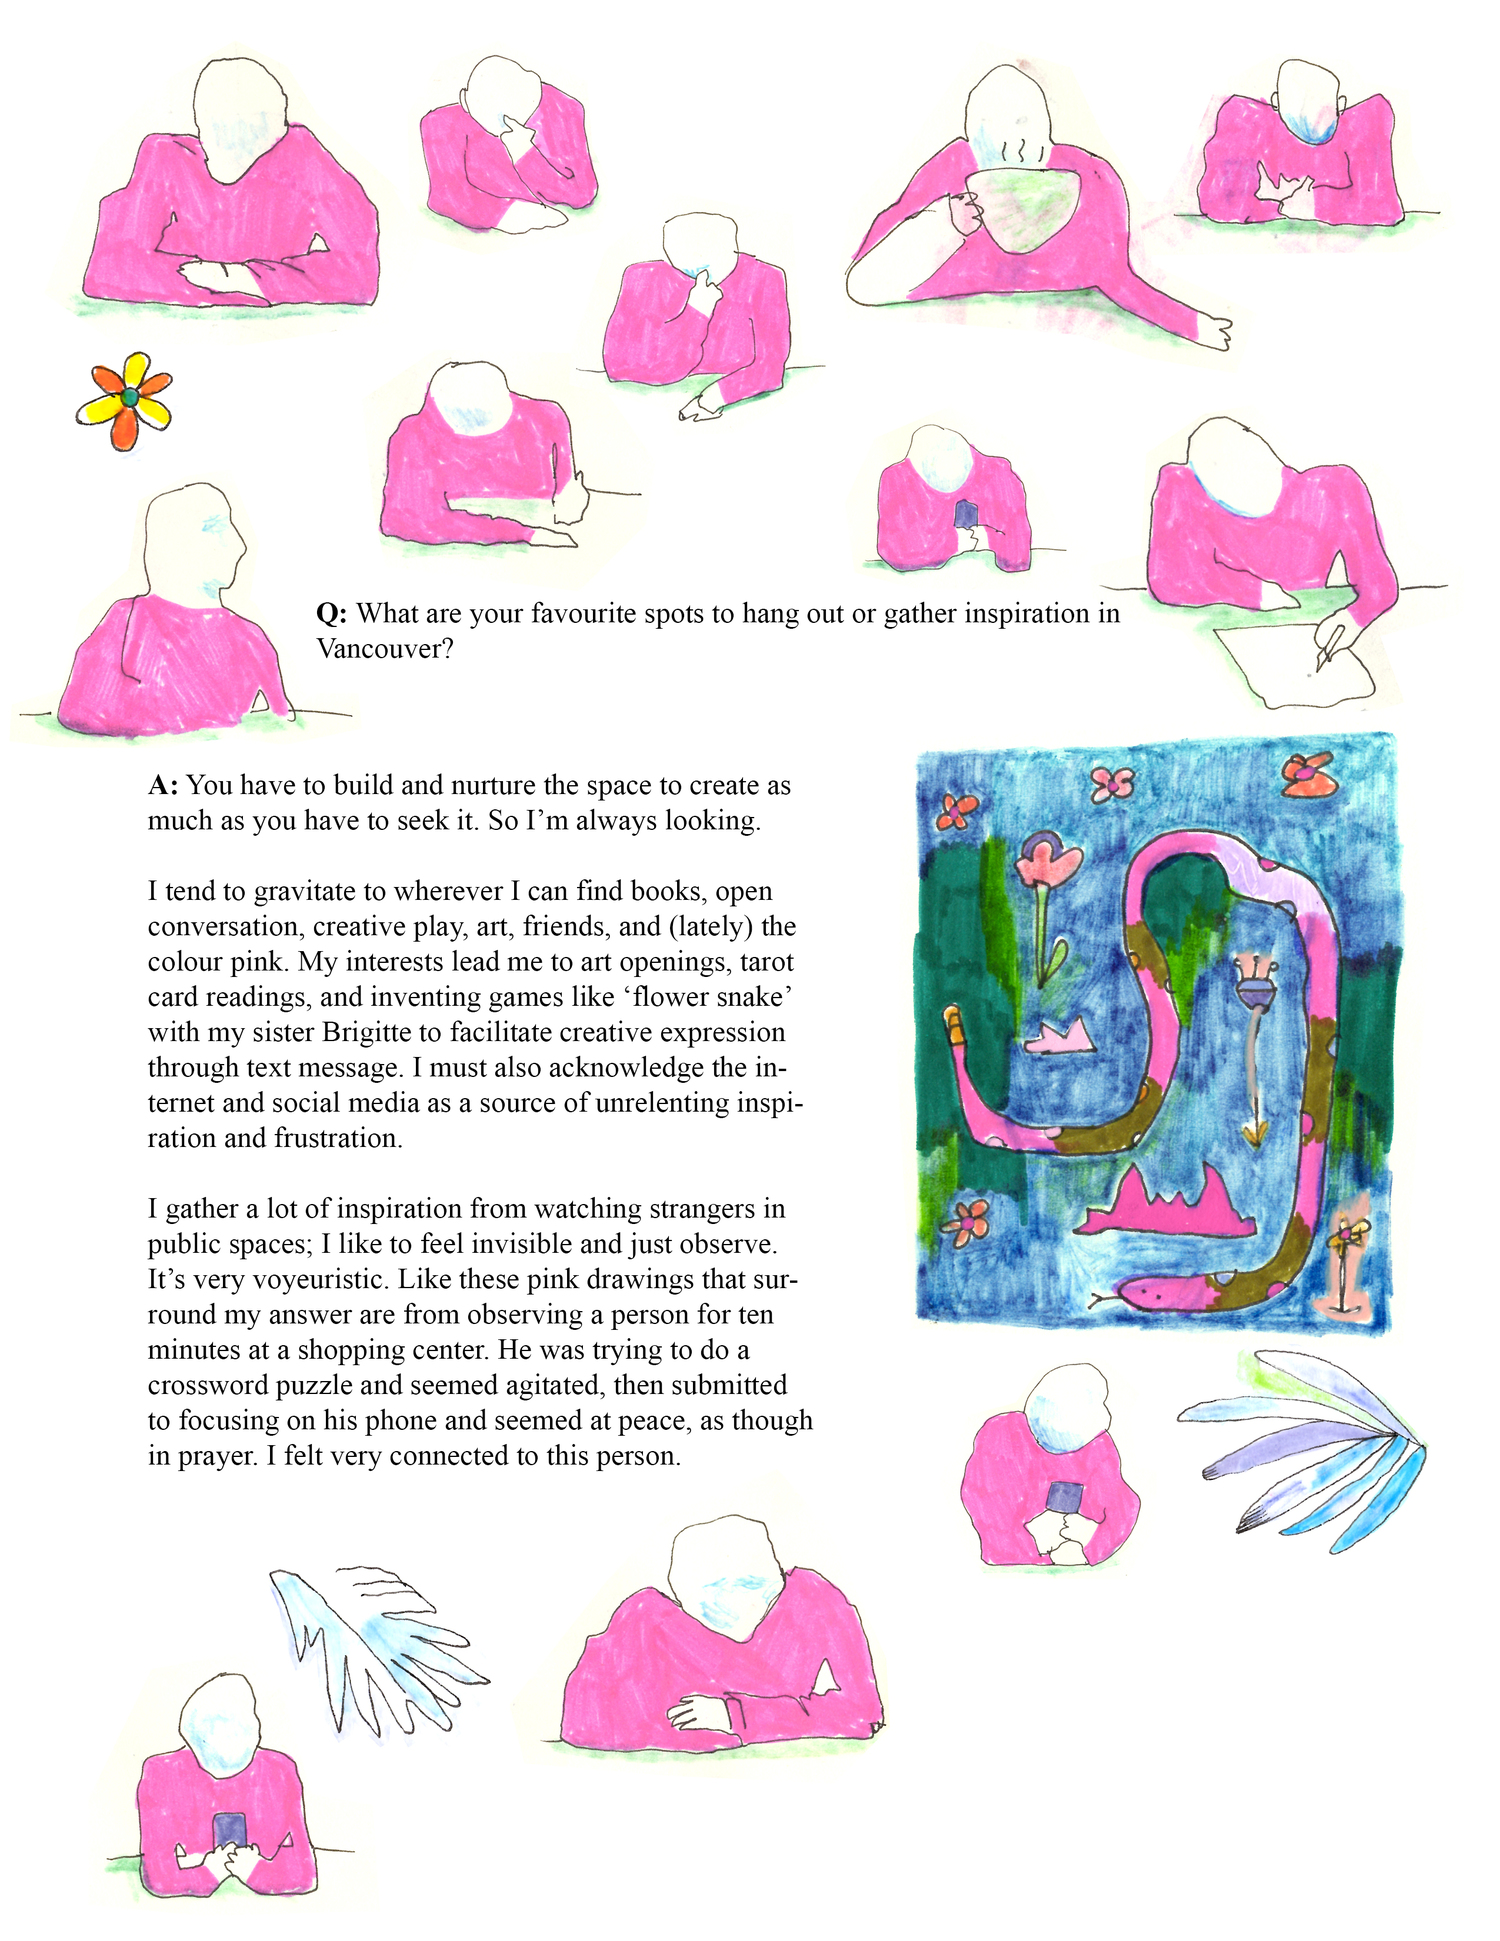 Q: What are your favourite spots to hang out or gather inspiration in
Vancouver?
A: You have to build and nurture the space to create as
much as you have to seek it. So I’m always looking.
I tend to gravitate to wherever I can find books, open
conversation, creative play, art, friends, and (lately) the
colour pink. My interests lead me to art openings, tarot
card readings, and inventing games like ‘flower snake’
with my sister Brigitte to facilitate creative expression
through text message. I must also acknowledge the in-
ternet and social media as a source of unrelenting inspi-
ration and frustration.
I gather a lot of inspiration from watching strangers in
public spaces; I like to feel invisible and just observe.
It’s very voyeuristic. Like these pink drawings that sur-
round my answer are from observing a person for ten
minutes at a shopping center. He was trying to do a
crossword puzzle and seemed agitated, then submitted
to focusing on his phone and seemed at peace, as though
in prayer. I felt very connected to this person.